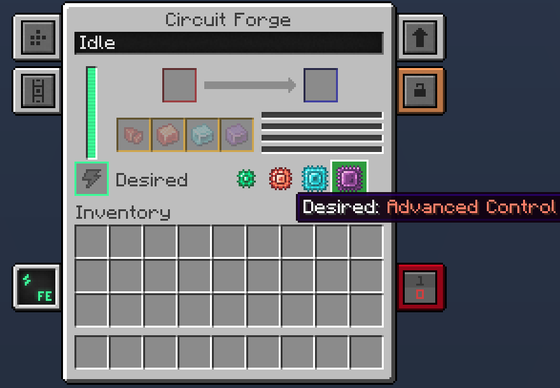 Circuit Forge
Idle
Desired
Desired: Advanced Control
Inventory
FE
1
0